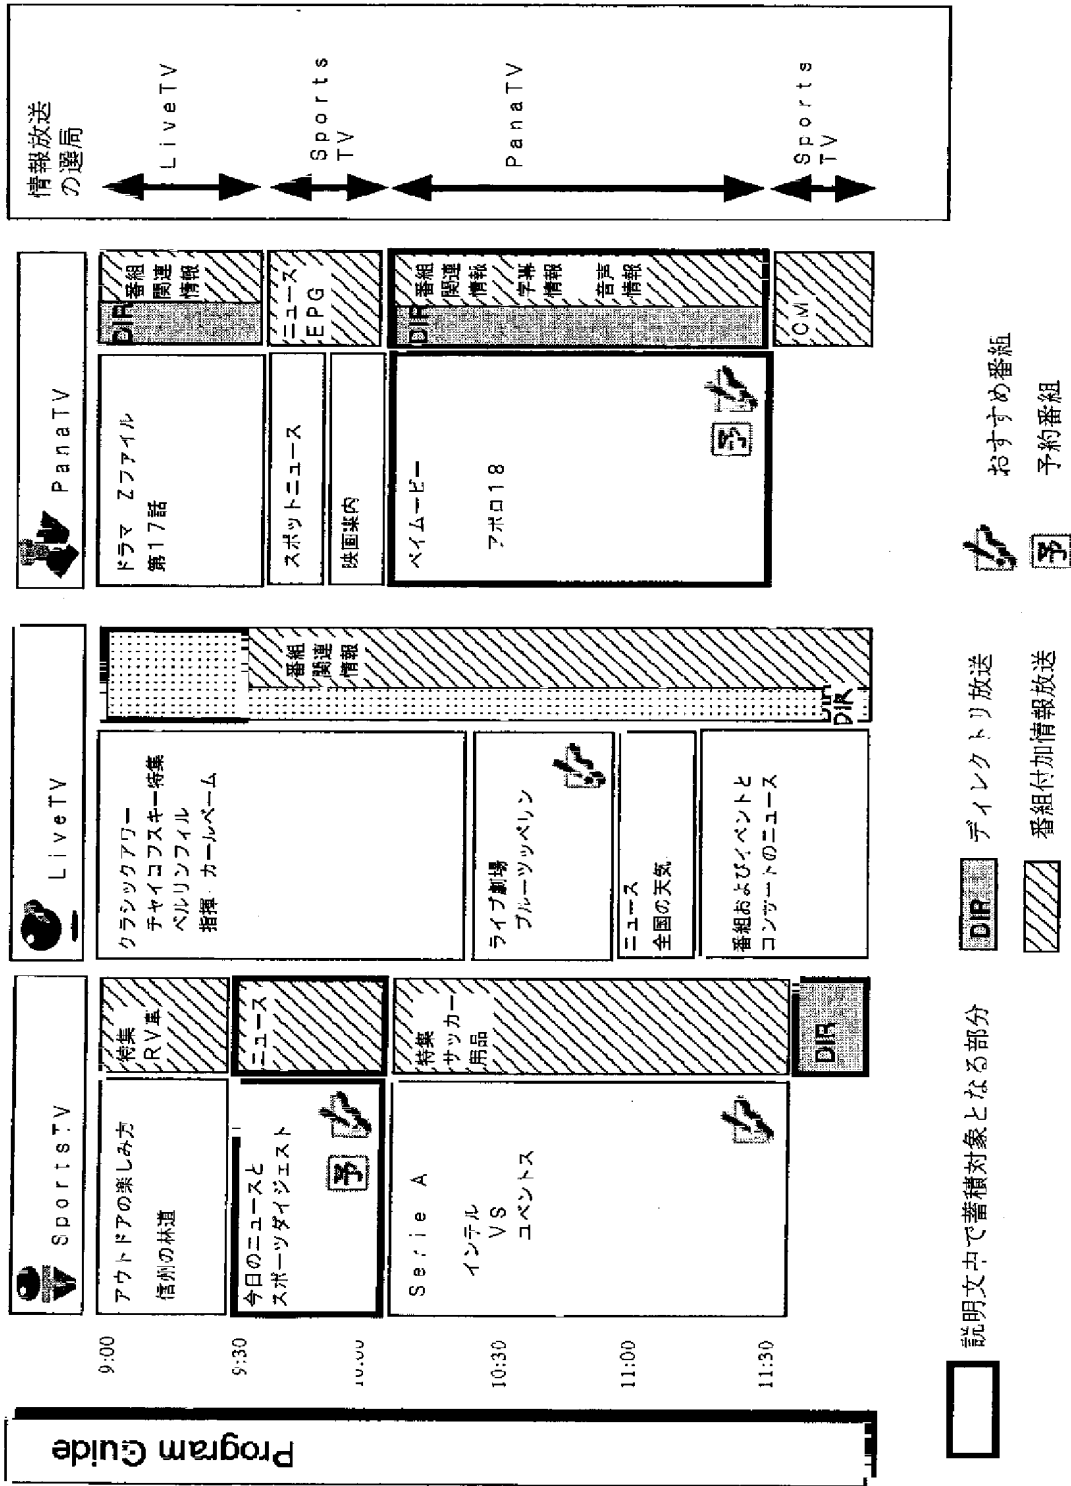 Program Guide
9:00
9:30
10:00
10:30
11:00
11:30
SportsTV
アウトドアの楽しみ方
信州の林道
特集
RV車
今日のニュースと
スポーツダイジェスト
予
ニュース
Serie A
インテル
VS
ユベントス
特集
サッカー
用品
DIR
LiveTV
クラシックアワー
チャイコフスキー特集
ベルリンフィル
指揮 カールベーム
ライブ劇場
ブルーツッペリン
ニュース
全国の天気
番組およびイベントと
コンサートのニュース
番組
関連
情報
DIR
DIR
PanaTV
ドラマ Zファイル
第17話
DIR
番組
関連
情報
スポットニュース
映画案内
ニュース
EPG
ペイムービー
アポロ18
予
DIR
番組
関連
情報
字幕
情報
音声
情報
CM
情報放送
の選局
LiveTV
Sports
TV
PanaTV
Sports
TV
説明文中で蓄積対象となる部分
DIR ディレクトリ放送
番組付加情報放送
おすすめ番組
予 予約番組